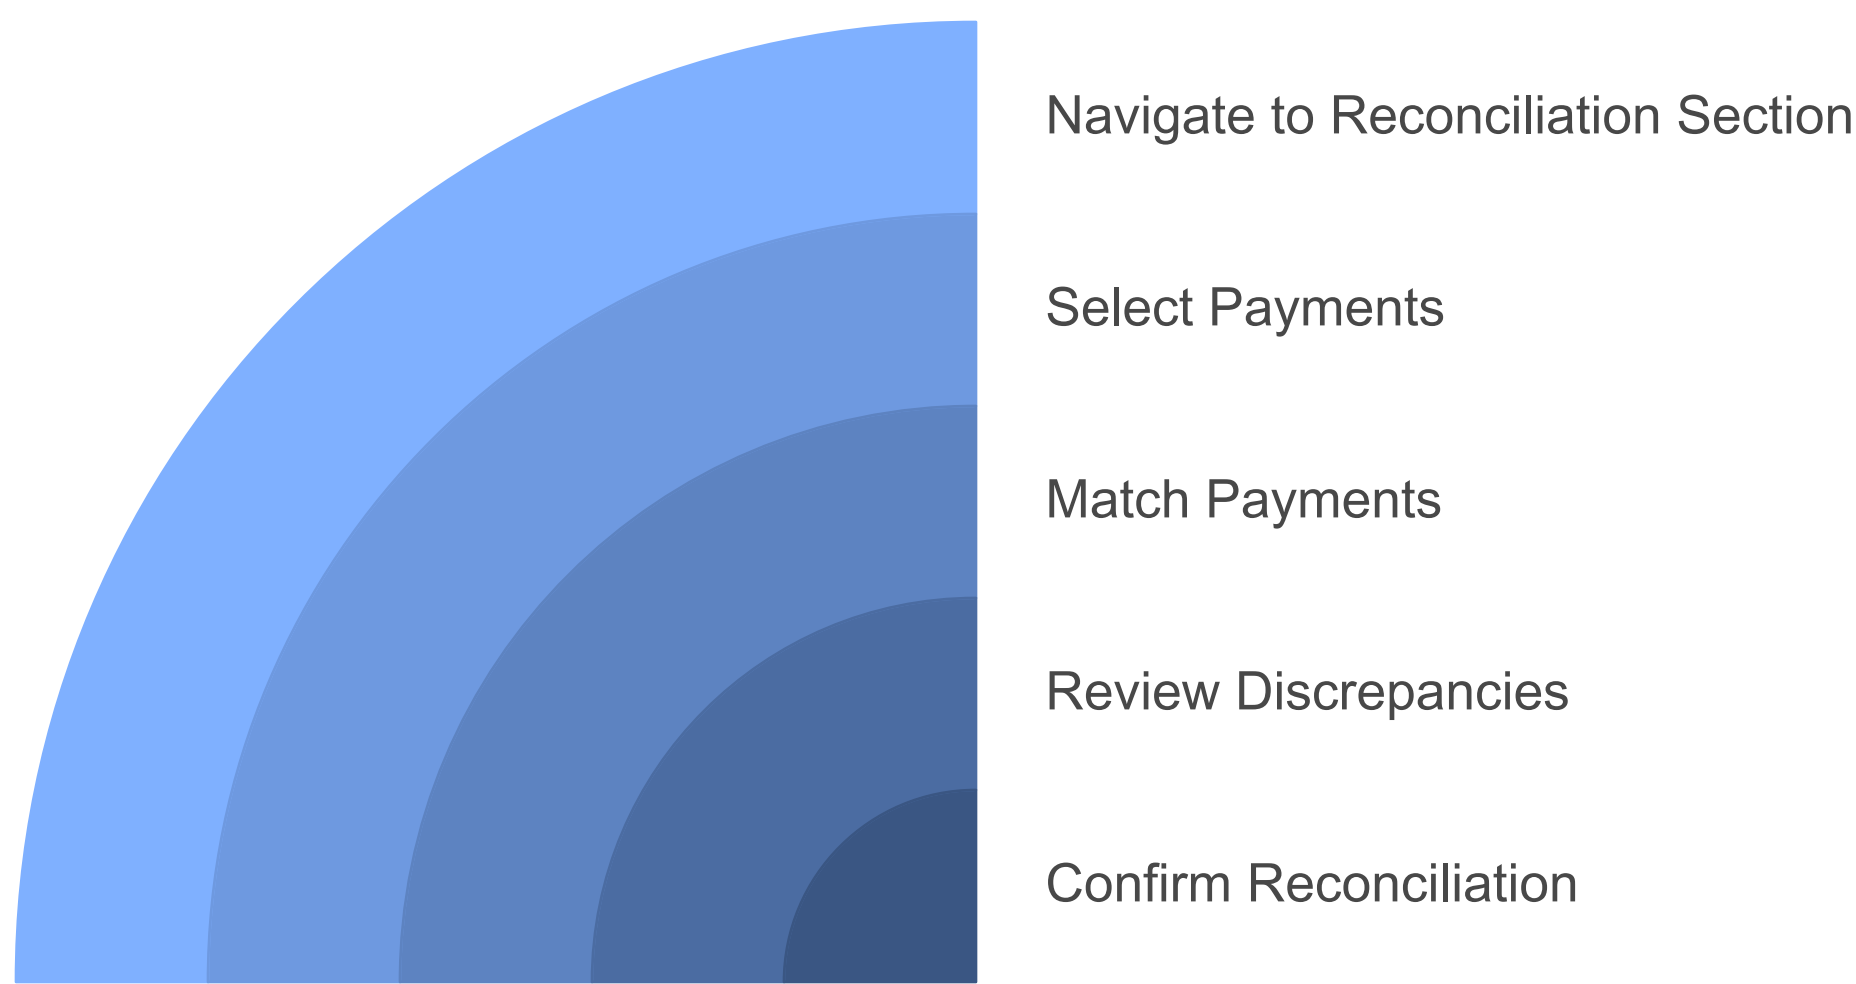 Navigate to Reconciliation Section
Select Payments
Match Payments
Review Discrepancies
Confirm Reconciliation